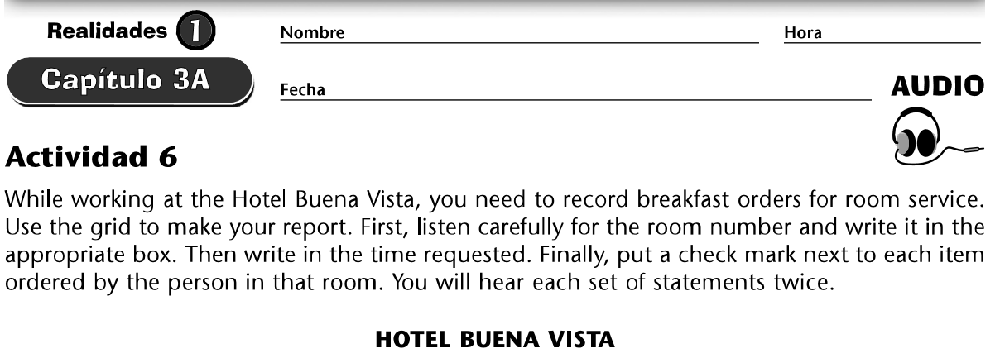 Realidades 1
Nombre
Hora
Capítulo 3A
Fecha
AUDIO
Actividad 6
While working at the Hotel Buena Vista, you need to record breakfast orders for room service.
Use the grid to make your report. First, listen carefully for the room number and write it in the
appropriate box. Then write in the time requested. Finally, put a check mark next to each item
ordered by the person in that room. You will hear each set of statements twice.
HOTEL BUENA VISTA